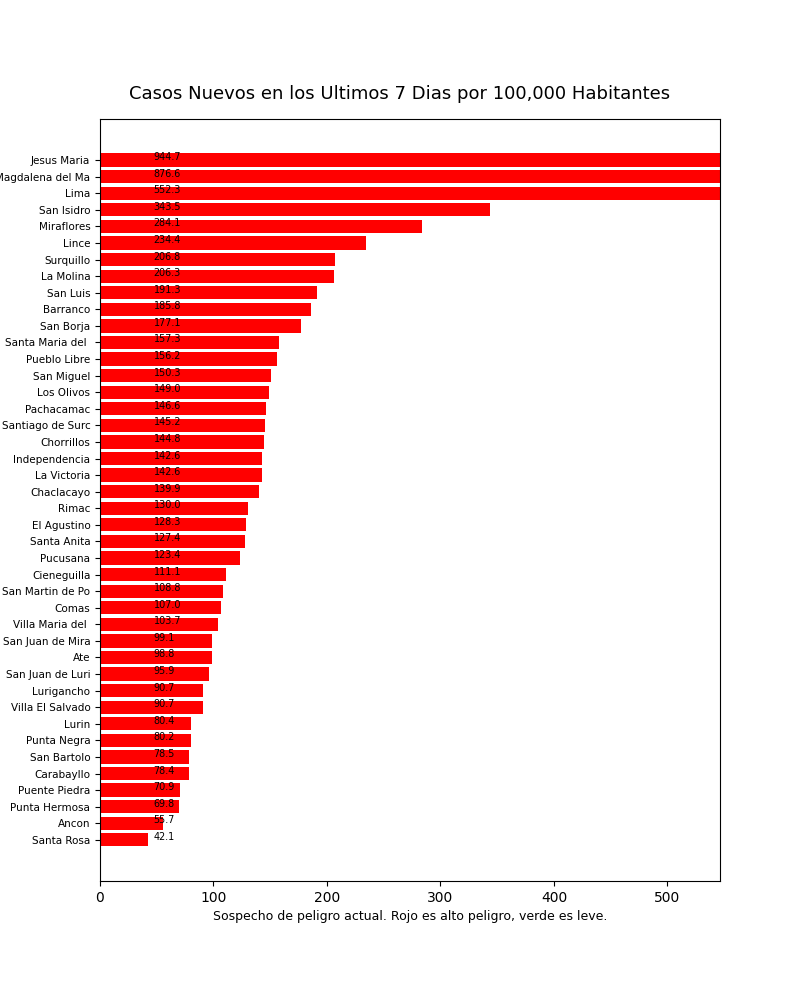 Casos Nuevos en los Ultimos 7 Dias por 100,000 Habitantes
Jesus Maria 944.7
Magdalena del Ma 876.6
Lima 552.3
San Isidro 343.5
Miraflores 284.1
Lince 234.4
Surquillo 206.8
La Molina 206.3
San Luis 191.3
Barranco 185.8
San Borja 177.1
Santa Maria del 157.3
Pueblo Libre 156.2
San Miguel 150.3
Los Olivos 149.0
Pachacamac 146.6
Santiago de Surc 145.2
Chorrillos 144.8
Independencia 142.6
La Victoria 142.6
Chaclacayo 139.9
Rimac 130.0
El Agustino 128.3
Santa Anita 127.4
Pucusana 123.4
Cieneguilla 111.1
San Martin de Po 108.8
Comas 107.0
Villa Maria del 103.7
San Juan de Mira 99.1
Ate 98.8
San Juan de Luri 95.9
Lurigancho 90.7
Villa El Salvado 90.7
Lurin 80.4
Punta Negra 80.2
San Bartolo 78.5
Carabayllo 78.4
Puente Piedra 70.9
Punta Hermosa 69.8
Ancon 55.7
Santa Rosa 42.1
0 100 200 300 400 500
Sospecho de peligro actual. Rojo es alto peligro, verde es leve.